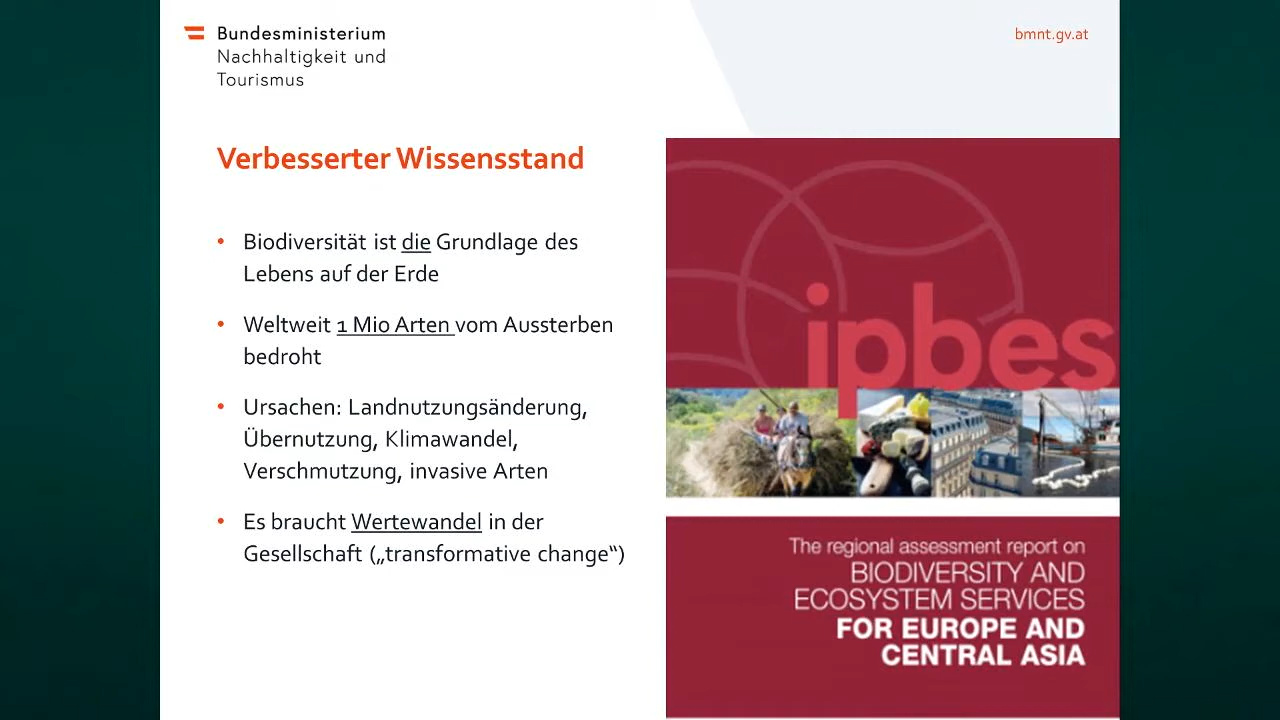 Bundesministerium
Nachhaltigkeit und
Tourismus
bmnt.gv.at
Verbesserter Wissensstand
• Biodiversität ist die Grundlage des
Lebens auf der Erde
• Weltweit 1 Mio Arten vom Aussterben
bedroht
• Ursachen: Landnutzungsänderung,
Übernutzung, Klimawandel,
Verschmutzung, invasive Arten
• Es braucht Wertewandel in der
Gesellschaft („transformative change“)
ipbes
The regional assessment report on
BIODIVERSITY AND
ECOSYSTEM SERVICES
FOR EUROPE AND
CENTRAL ASIA